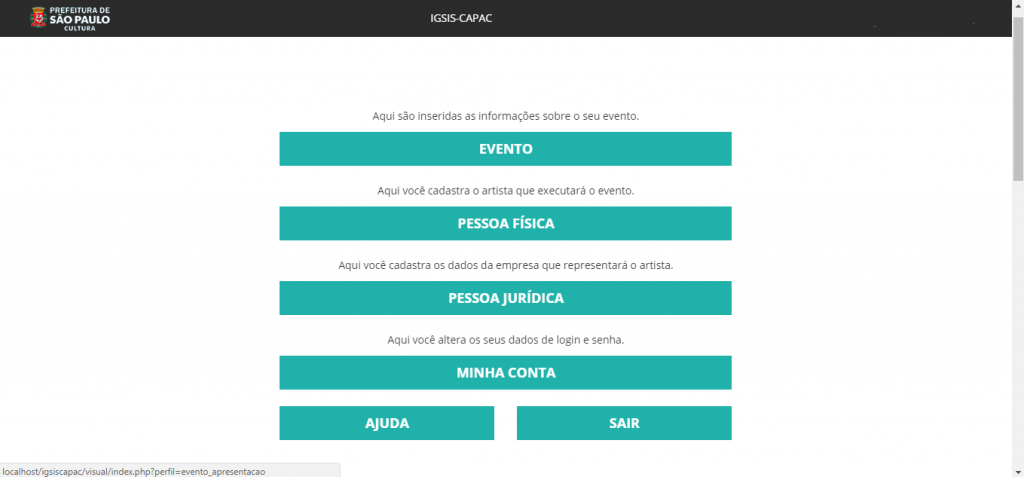 PREFEITURA DE
SÃO PAULO
CULTURA
IGSIS-CAPAC
Aqui são inseridas as informações sobre o seu evento.
EVENTO
Aqui você cadastra o artista que executará o evento.
PESSOA FÍSICA
Aqui você cadastra os dados da empresa que representará o artista.
PESSOA JURÍDICA
Aqui você altera os seus dados de login e senha.
MINHA CONTA
AJUDA
SAIR
localhost/igsiscapac/visual/index.php?perfil=evento_apresentacao